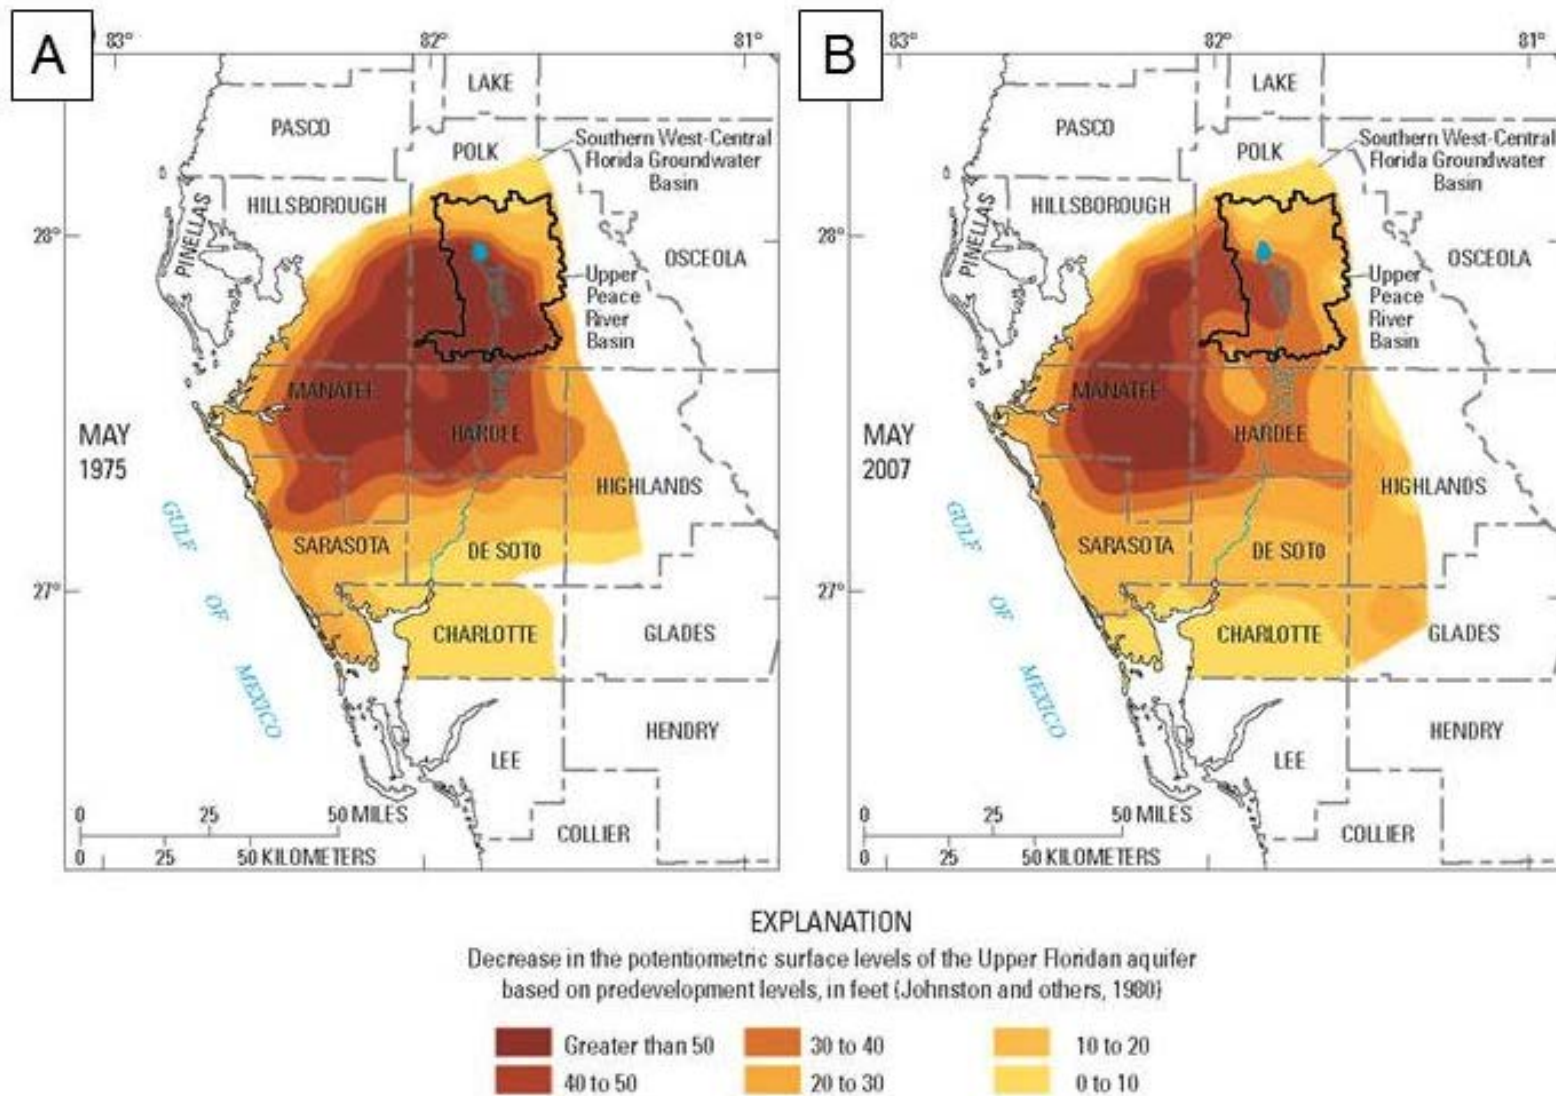 A
83°
82°
81°
LAKE
PASCO
POLK
Southern West-Central
Florida Groundwater
Basin
HILLSBOROUGH
PINELLAS
28°
OSCEOLA
Upper
Peace
River
Basin
MANATEE
HARDEE
MAY
1975
HIGHLANDS
GULF
OF
MEXICO
SARASOTA
DE SOTO
27°
CHARLOTTE
GLADES
HENDRY
LEE
COLLIER
0 25 50 MILES
0 25 50 KILOMETERS
B
83°
82°
81°
LAKE
PASCO
POLK
Southern West-Central
Florida Groundwater
Basin
HILLSBOROUGH
PINELLAS
28°
OSCEOLA
Upper
Peace
River
Basin
MANATEE
HARDEE
MAY
2007
HIGHLANDS
GULF
OF
MEXICO
SARASOTA
DE SOTO
27°
CHARLOTTE
GLADES
HENDRY
LEE
COLLIER
0 25 50 MILES
0 25 50 KILOMETERS
EXPLANATION
Decrease in the potentiometric surface levels of the Upper Floridan aquifer
based on predevelopment levels, in feet (Johnston and others, 1980)
Greater than 50
30 to 40
10 to 20
40 to 50
20 to 30
0 to 10